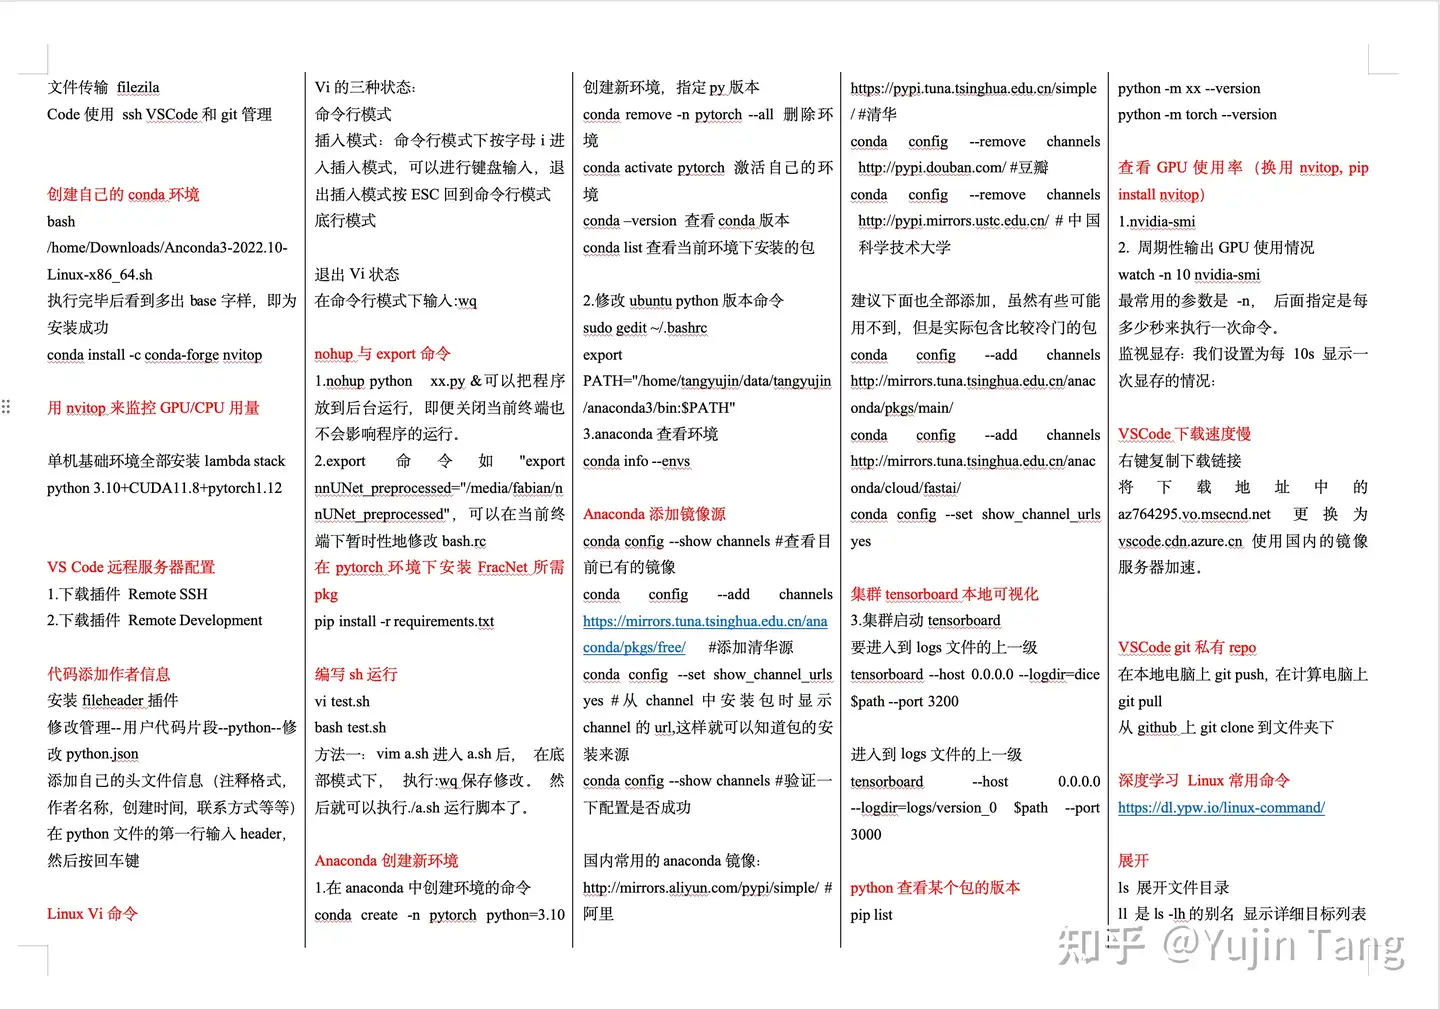 文件传输 filezila
Code 使用 ssh VSCode 和 git 管理
创建自己的 conda 环境
bash
/home/Downloads/Anconda3-2022.10-
Linux-x86_64.sh
执行完毕后看到多出 base 字样，即为
安装成功
conda install -c conda-forge nvitop
用 nvitop 来监控 GPU/CPU 用量
单机基础环境全部安装 lambda stack
python 3.10+CUDA11.8+pytorch1.12
VS Code 远程服务器配置
1.下载插件 Remote SSH
2.下载插件 Remote Development
代码添加作者信息
安装 fileheader 插件
修改管理--用户代码片段--python--修
改 python.json
添加自己的头文件信息（注释格式，
作者名称，创建时间，联系方式等等）
在 python 文件的第一行输入 header，
然后按回车键
Linux Vi 命令
Vi 的三种状态：
命令行模式
插入模式：命令行模式下按字母 i 进
入插入模式，可以进行键盘输入，退
出插入模式按 ESC 回到命令行模式
底行模式
退出 Vi 状态
在命令行模式下输入:wq
nohup 与 export 命令
1.nohup python xx.py &可以把程序
放到后台运行，即便关闭当前终端也
不会影响程序的运行。
2.export 命令如 "export
nnUNet_preprocessed="/media/fabian/n
nUNet_preprocessed"，可以在当前终
端下暂时性地修改 bash.rc
在 pytorch 环境下安装 FracNet 所需
pkg
pip install -r requirements.txt
编写 sh 运行
vi test.sh
bash test.sh
方法一：vim a.sh 进入 a.sh 后， 在底
部模式下， 执行:wq 保存修改。 然
后就可以执行./a.sh 运行脚本了。
Anaconda 创建新环境
1.在 anaconda 中创建环境的命令
conda create -n pytorch python=3.10
创建新环境，指定 py 版本
conda remove -n pytorch --all 删除环
境
conda activate pytorch 激活自己的环
境
conda –version 查看 conda 版本
conda list 查看当前环境下安装的包
2.修改 ubuntu python 版本命令
sudo gedit ~/.bashrc
export
PATH="/home/tangyujin/data/tangyujin
/anaconda3/bin:$PATH"
3.anaconda 查看环境
conda info --envs
Anaconda 添加镜像源
conda config --show channels #查看目
前已有的镜像
conda config --add channels
https://mirrors.tuna.tsinghua.edu.cn/ana
conda/pkgs/free/ #添加清华源
conda config --set show_channel_urls
yes #从 channel 中安装包时显示
channel 的 url,这样就可以知道包的安
装来源
conda config --show channels #验证一
下配置是否成功
国内常用的 anaconda 镜像：
http://mirrors.aliyun.com/pypi/simple/ #
阿里
https://pypi.tuna.tsinghua.edu.cn/simple
/ #清华
conda config --remove channels
http://pypi.douban.com/ #豆瓣
conda config --remove channels
http://pypi.mirrors.ustc.edu.cn/ #中国
科学技术大学
建议下面也全部添加，虽然有些可能
用不到，但是实际包含比较冷门的包
conda config --add channels
http://mirrors.tuna.tsinghua.edu.cn/anac
onda/pkgs/main/
conda config --add channels
http://mirrors.tuna.tsinghua.edu.cn/anac
onda/cloud/fastai/
conda config --set show_channel_urls
yes
集群 tensorboard 本地可视化
3.集群启动 tensorboard
要进入到 logs 文件的上一级
tensorboard --host 0.0.0.0 --logdir=dice
$path --port 3200
进入到 logs 文件的上一级
tensorboard --host 0.0.0.0
--logdir=logs/version_0 $path --port
3000
python 查看某个包的版本
pip list
python -m xx --version
python -m torch --version
查看 GPU 使用率（换用 nvitop, pip
install nvitop）
1.nvidia-smi
2. 周期性输出 GPU 使用情况
watch -n 10 nvidia-smi
最常用的参数是 -n， 后面指定是每
多少秒来执行一次命令。
监视显存：我们设置为每 10s 显示一
次显存的情况：
VSCode 下载速度慢
右键复制下载链接
将下载地址中的
az764295.vo.msecnd.net 更换为
vscode.cdn.azure.cn 使用国内的镜像
服务器加速。
VSCode git 私有 repo
在本地电脑上 git push, 在计算电脑上
git pull
从 github 上 git clone 到文件夹下
深度学习 Linux 常用命令
https://dl.ypw.io/linux-command/
展开
ls 展开文件目录
ll 是 ls -lh 的别名 显示详细目标列表
知乎 @Yujin Tang